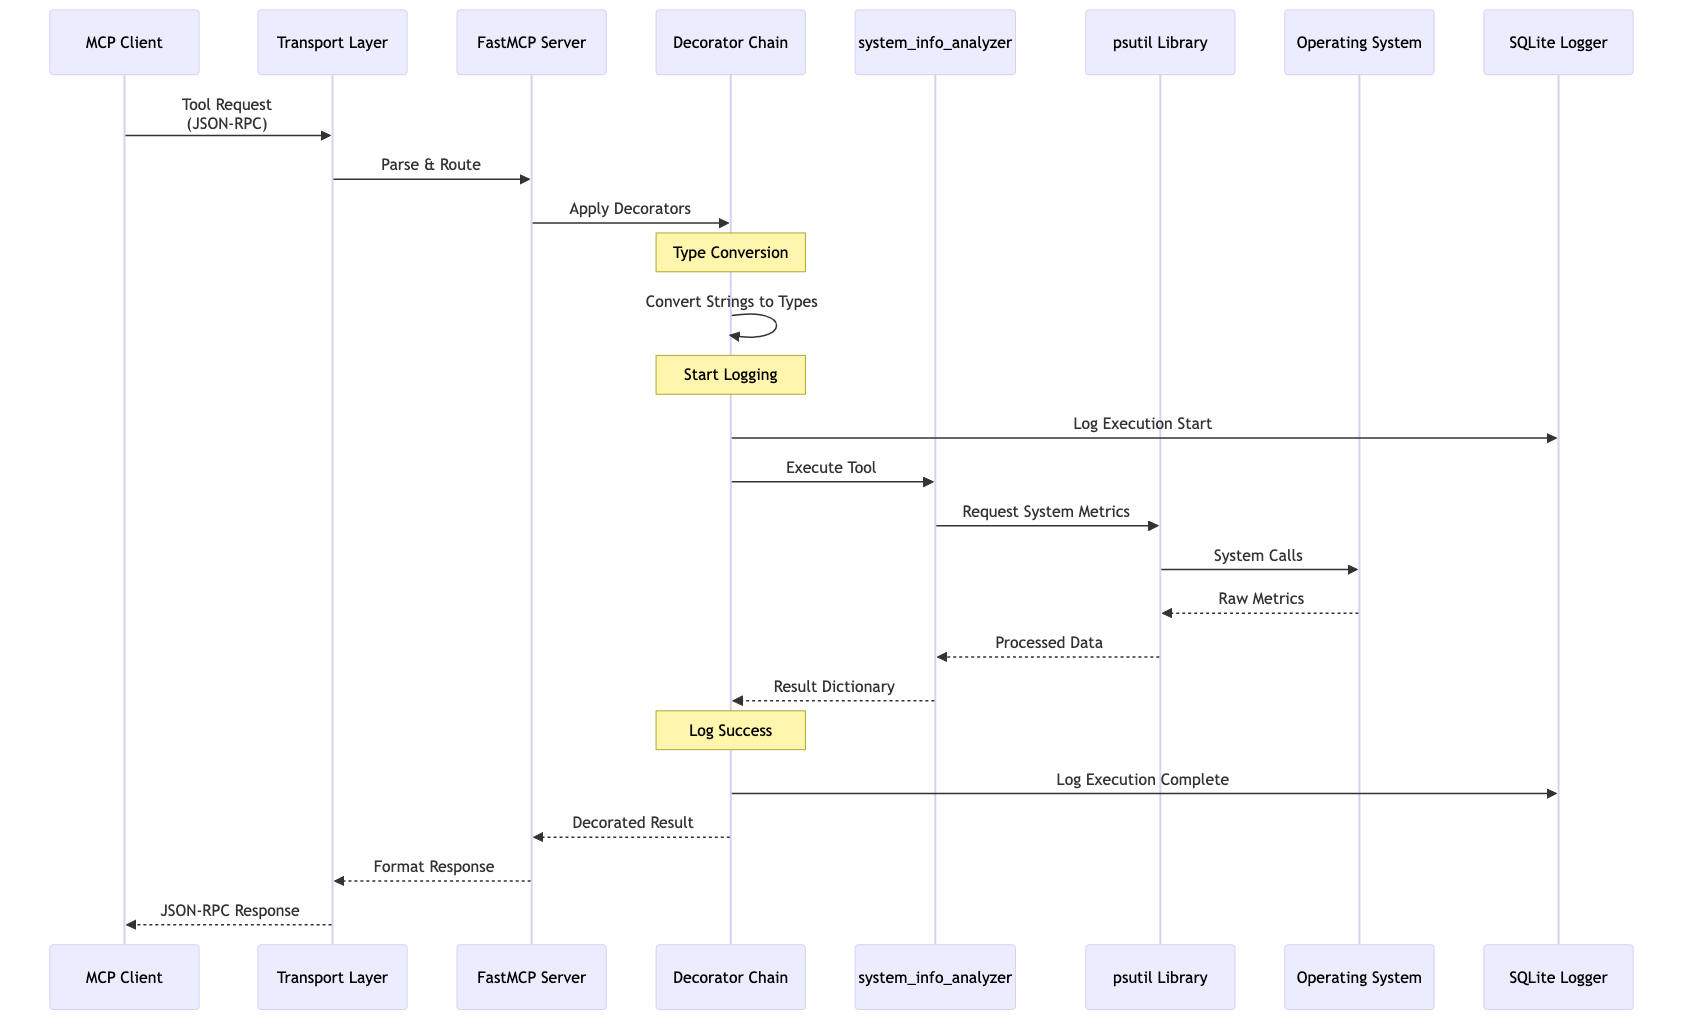 MCP Client
Transport Layer
FastMCP Server
Decorator Chain
system_info_analyzer
psutil Library
Operating System
SQLite Logger
Tool Request
(JSON-RPC)
Parse & Route
Apply Decorators
Type Conversion
Convert Strings to Types
Start Logging
Log Execution Start
Execute Tool
Request System Metrics
System Calls
Raw Metrics
Processed Data
Result Dictionary
Log Success
Log Execution Complete
Decorated Result
Format Response
JSON-RPC Response
MCP Client
Transport Layer
FastMCP Server
Decorator Chain
system_info_analyzer
psutil Library
Operating System
SQLite Logger